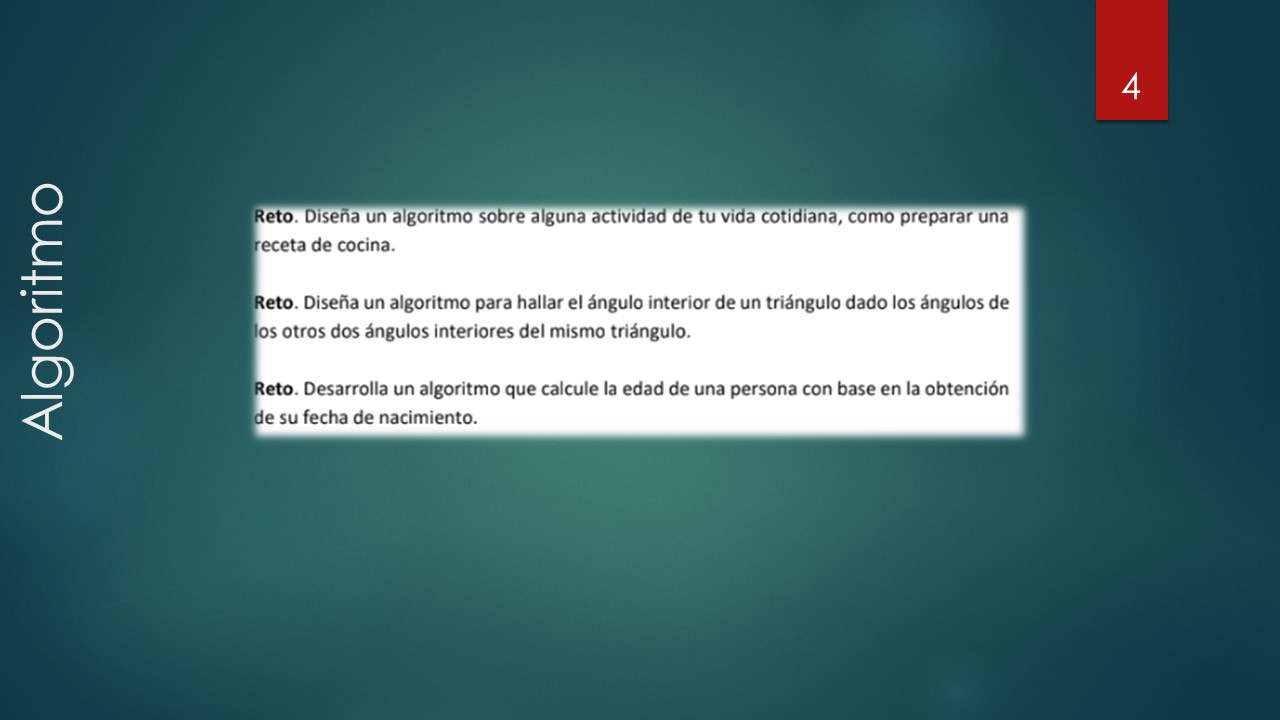 4
Algoritmo
Reto. Diseña un algoritmo sobre alguna actividad de tu vida cotidiana, como preparar una
receta de cocina.
Reto. Diseña un algoritmo para hallar el ángulo interior de un triángulo dado los ángulos de
los otros dos ángulos interiores del mismo triángulo.
Reto. Desarrolla un algoritmo que calcule la edad de una persona con base en la obtención
de su fecha de nacimiento.